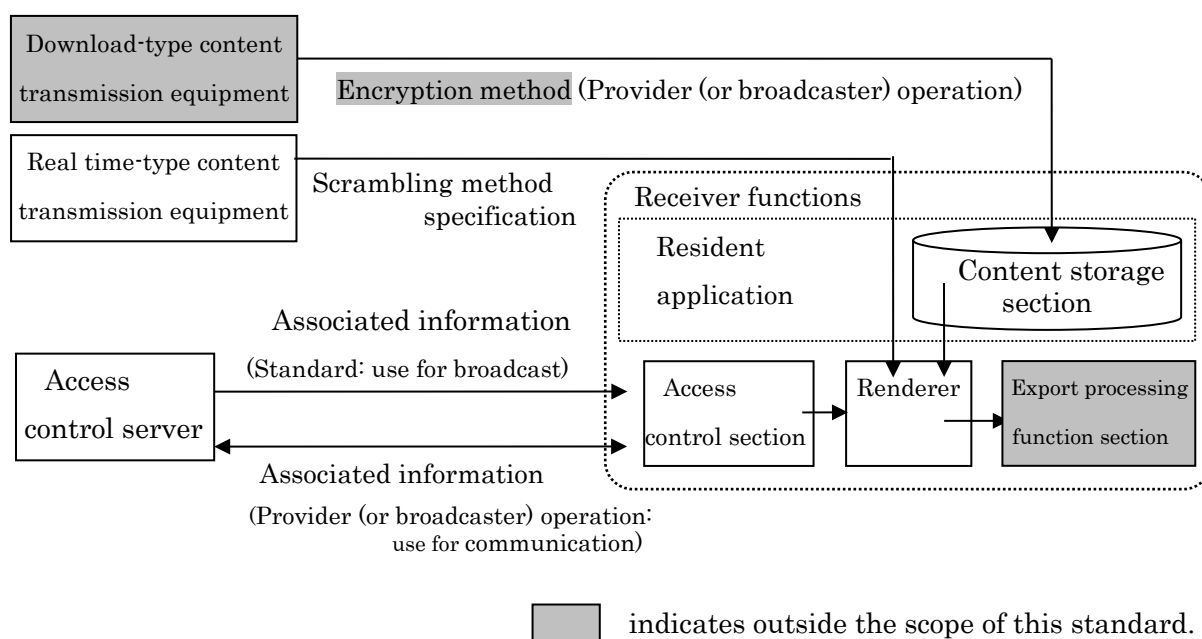 Download-type content
transmission equipment
Encryption method (Provider (or broadcaster) operation)
Real time-type content
transmission equipment
Scrambling method
specification
Receiver functions
Resident
application
Content storage
section
Associated information
(Standard: use for broadcast)
Access
control server
Access
control section
Renderer
Export processing
function section
Associated information
(Provider (or broadcaster) operation:
use for communication)
indicates outside the scope of this standard.